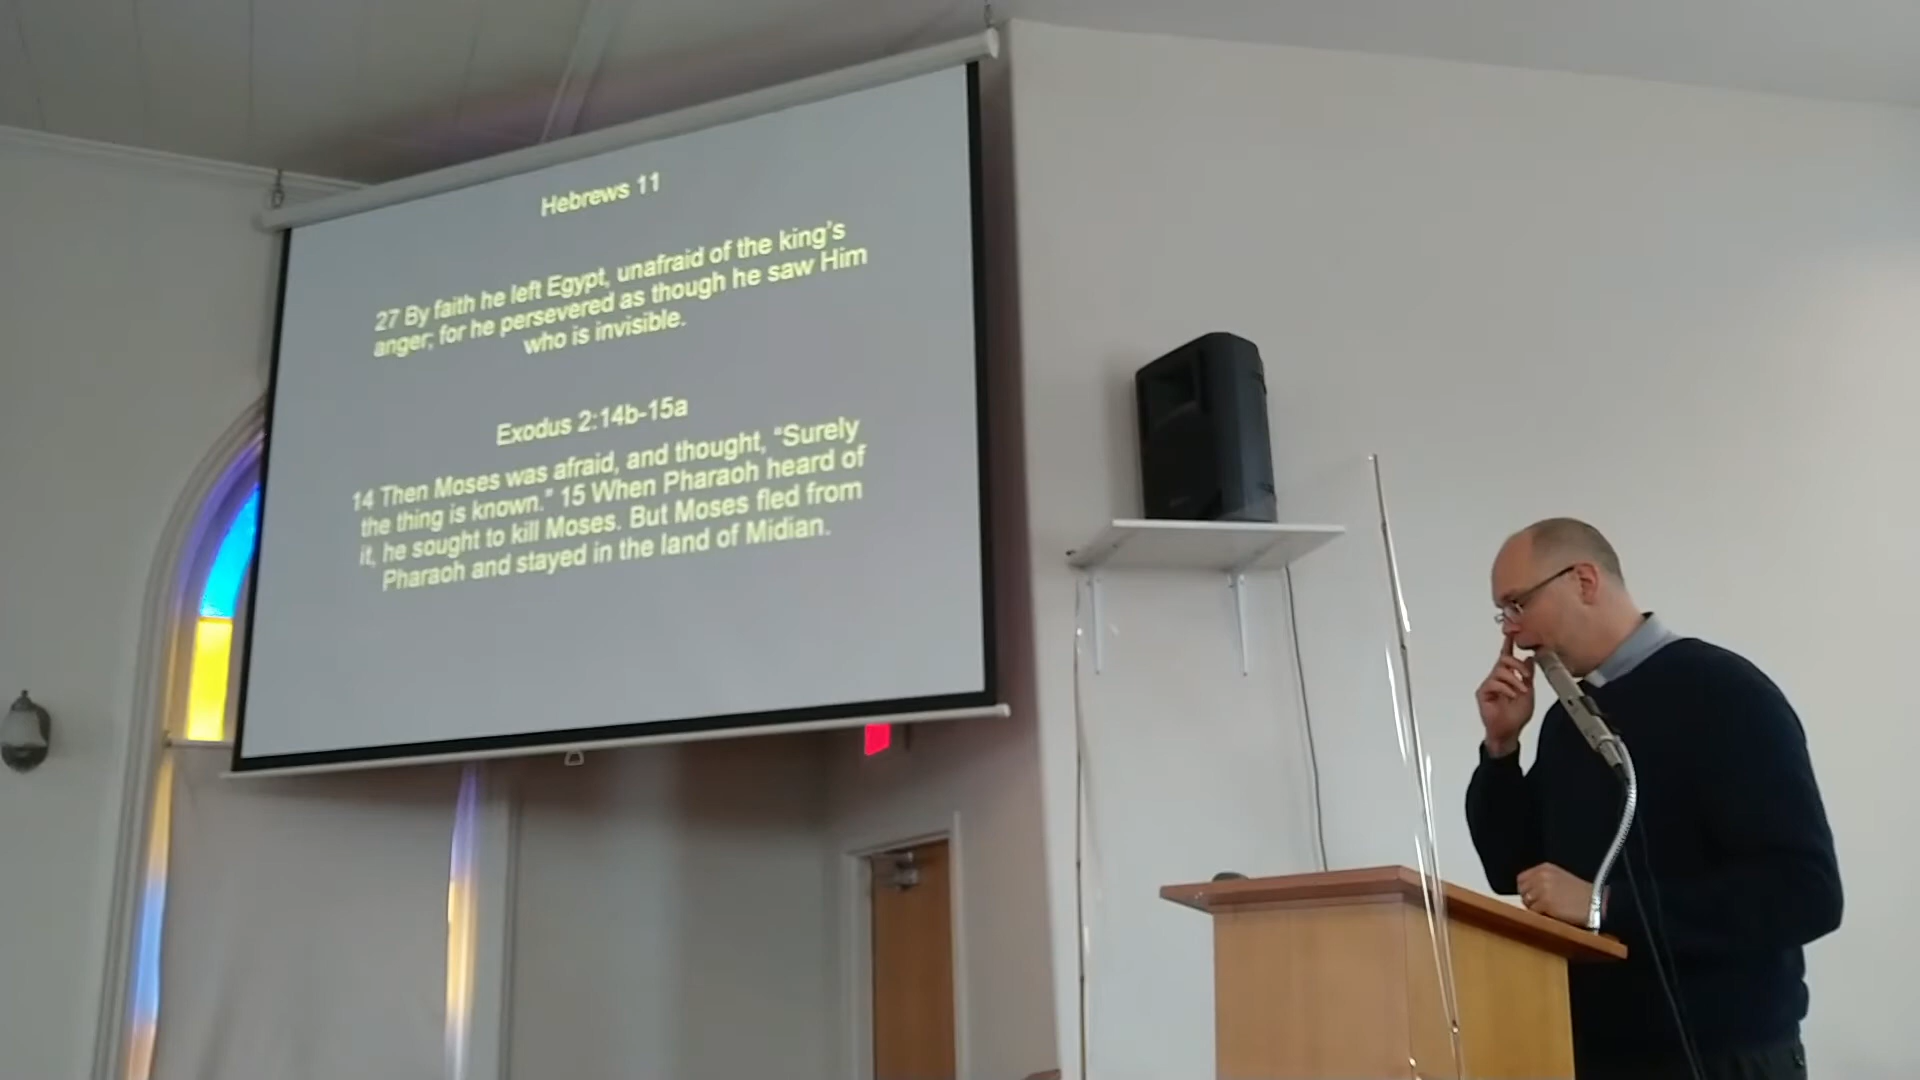 Hebrews 11
27 By faith he left Egypt, unafraid of the king's
anger; for he persevered as though he saw Him
who is invisible.
Exodus 2:14b-15a
14 Then Moses was afraid, and thought, “Surely
the thing is known.” 15 When Pharaoh heard of
it, he sought to kill Moses. But Moses fled from
Pharaoh and stayed in the land of Midian.